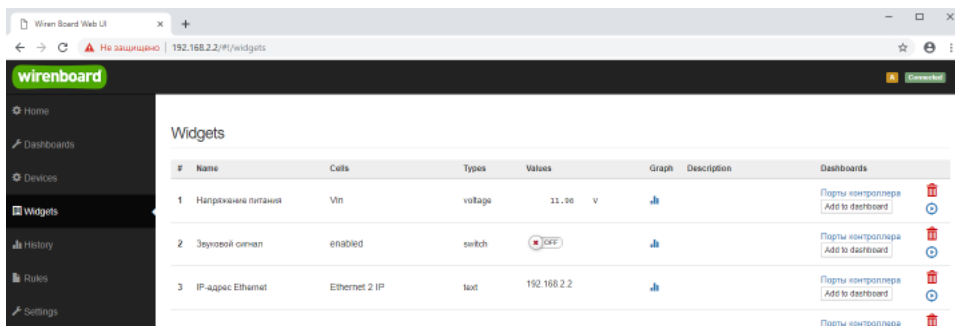 Wiren Board Web UI
Не защищено 192.168.2.2/#!/widgets
wirenboard
A Connected
Home
Dashboards
Devices
Widgets
History
Rules
Settings
Widgets
# Name Cells Types Values Graph Description Dashboards
1 Напряжение питания Vin voltage 11.96 V Порты контроллера
Add to dashboard
2 Звуковой сигнал enabled switch OFF Порты контроллера
Add to dashboard
3 IP-адрес Ethernet Ethernet 2 IP text 192.168.2.2 Порты контроллера
Add to dashboard
Порты контроллера